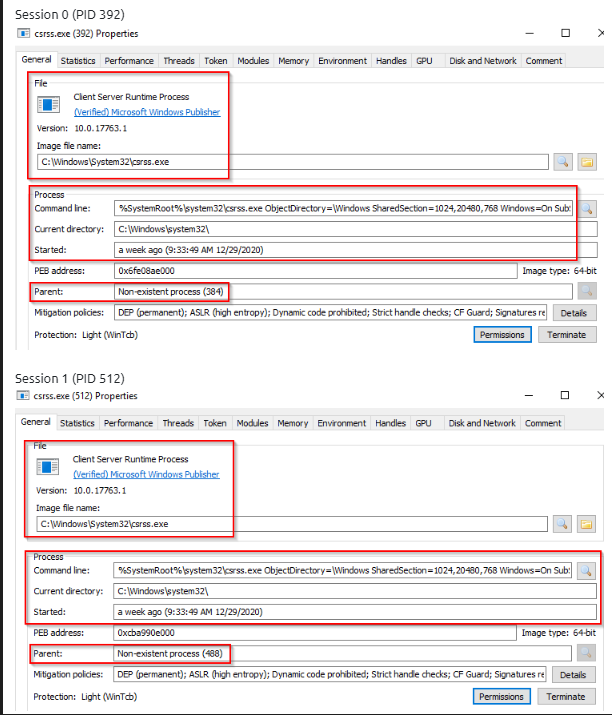 Session 0 (PID 392)
csrss.exe (392) Properties
General Statistics Performance Threads Token Modules Memory Environment Handles GPU Disk and Network Comment
File
Client Server Runtime Process
(Verified) Microsoft Windows Publisher
Version: 10.0.17763.1
Image file name:
C:\Windows\System32\csrss.exe
Process
Command line: %SystemRoot%\system32\csrss.exe ObjectDirectory=\Windows SharedSection=1024,20480,768 Windows=On Sub
Current directory: C:\Windows\system32\
Started: a week ago (9:33:49 AM 12/29/2020)
PEB address: 0x6fe08ae000 Image type: 64-bit
Parent: Non-existent process (384)
Mitigation policies: DEP (permanent); ASLR (high entropy); Dynamic code prohibited; Strict handle checks; CF Guard; Signatures re Details
Protection: Light (WinTcb) Permissions Terminate
Session 1 (PID 512)
csrss.exe (512) Properties
General Statistics Performance Threads Token Modules Memory Environment Handles GPU Disk and Network Comment
File
Client Server Runtime Process
(Verified) Microsoft Windows Publisher
Version: 10.0.17763.1
Image file name:
C:\Windows\System32\csrss.exe
Process
Command line: %SystemRoot%\system32\csrss.exe ObjectDirectory=\Windows SharedSection=1024,20480,768 Windows=On Sub
Current directory: C:\Windows\system32\
Started: a week ago (9:33:49 AM 12/29/2020)
PEB address: 0xcba990e000 Image type: 64-bit
Parent: Non-existent process (488)
Mitigation policies: DEP (permanent); ASLR (high entropy); Dynamic code prohibited; Strict handle checks; CF Guard; Signatures re Details
Protection: Light (WinTcb) Permissions Terminate